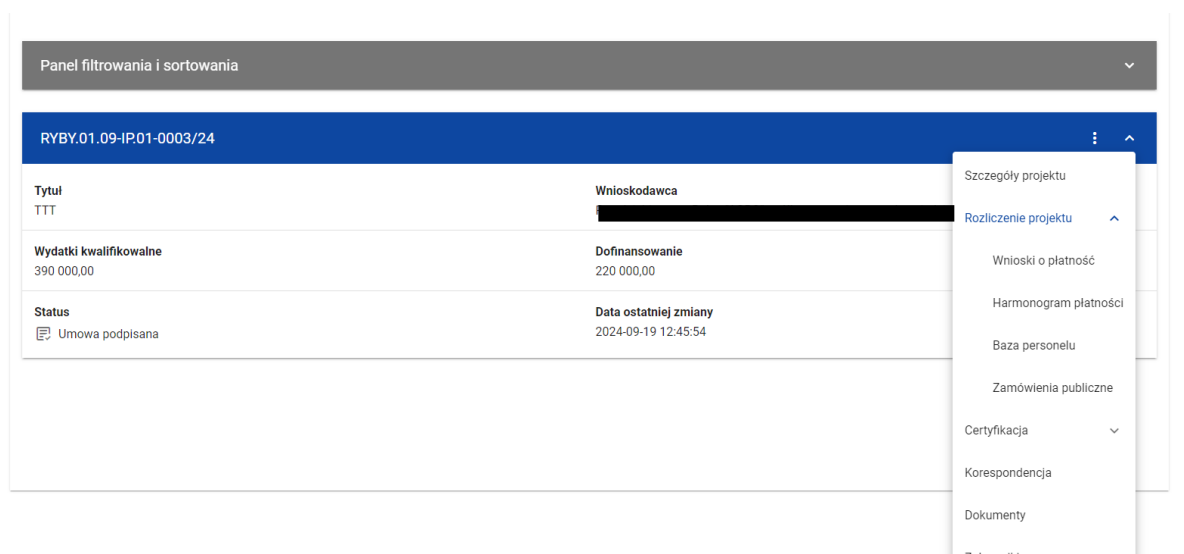 Panel filtrowania i sortowania
RYBY.01.09-IP.01-0003/24
Tytuł
TTT
Wnioskodawca
Wydatki kwalifikowalne
390 000,00
Dofinansowanie
220 000,00
Status
Umowa podpisana
Data ostatniej zmiany
2024-09-19 12:45:54
Szczegóły projektu
Rozliczenie projektu
Wnioski o płatność
Harmonogram płatności
Baza personelu
Zamówienia publiczne
Certyfikacja
Korespondencja
Dokumenty